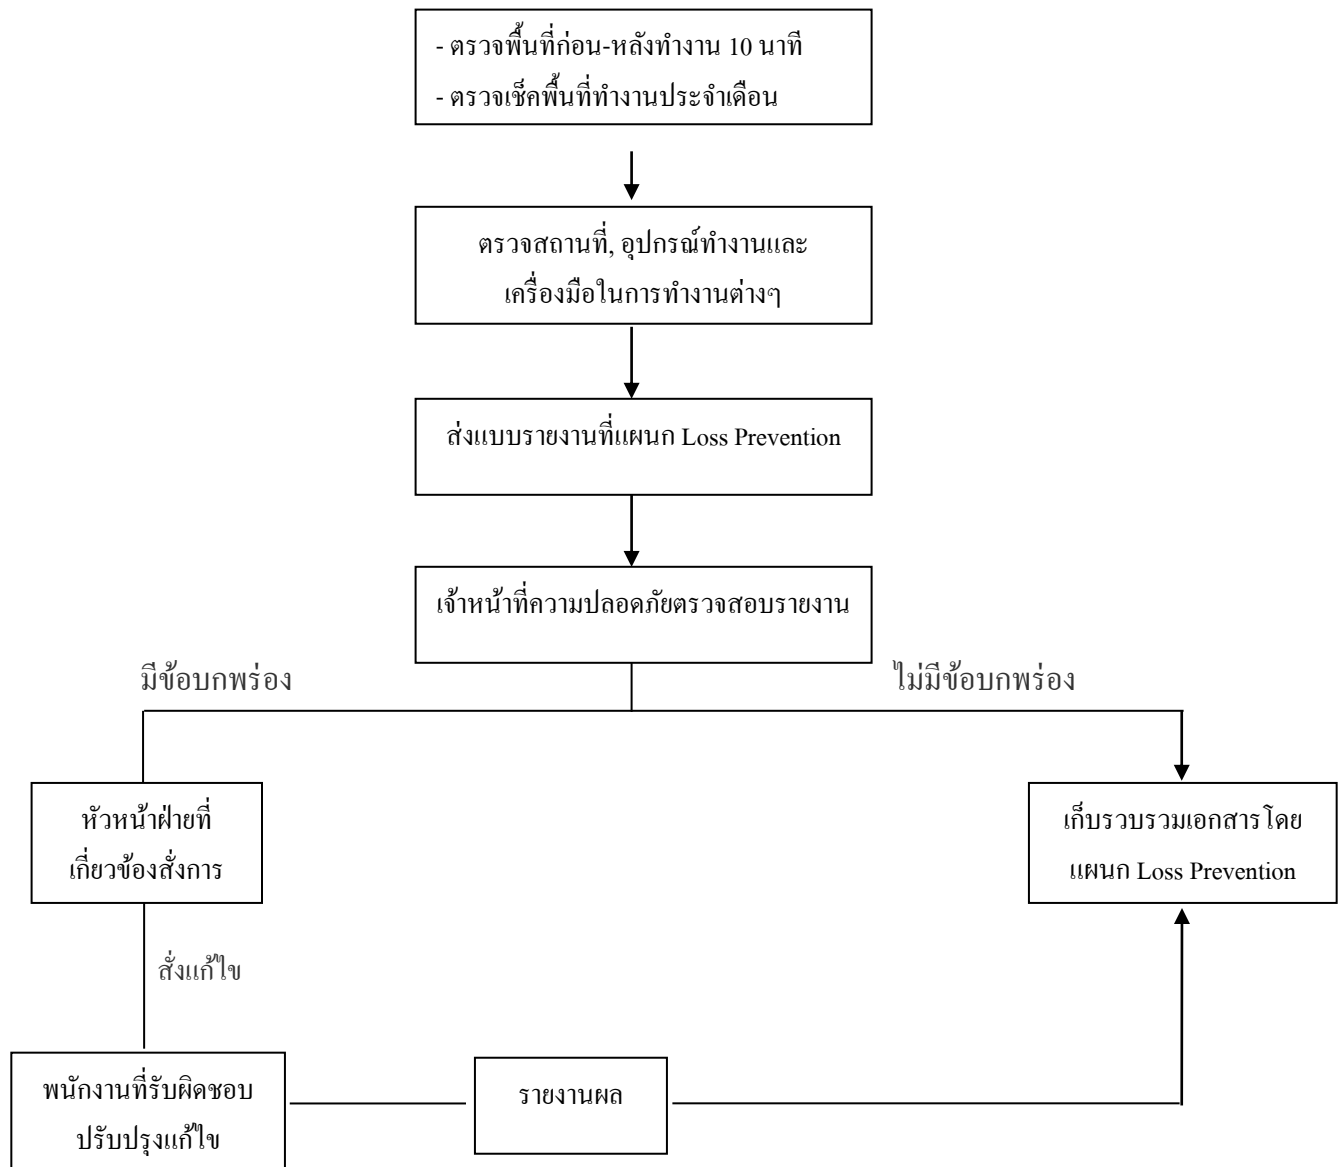 - ตรวจพื้นที่ก่อน-หลังทำงาน 10 นาที
- ตรวจเช็คพื้นที่ทำงานประจำเดือน
ตรวจสถานที่, อุปกรณ์ทำงานและ
เครื่องมือในการทำงานต่างๆ
ส่งแบบรายงานที่แผนก Loss Prevention
เจ้าหน้าที่ความปลอดภัยตรวจสอบรายงาน
มีข้อบกพร่อง
ไม่มีข้อบกพร่อง
หัวหน้าฝ่ายที่
เกี่ยวข้องสั่งการ
เก็บรวบรวมเอกสารโดย
แผนก Loss Prevention
สั่งแก้ไข
พนักงานที่รับผิดชอบ
ปรับปรุงแก้ไข
รายงานผล